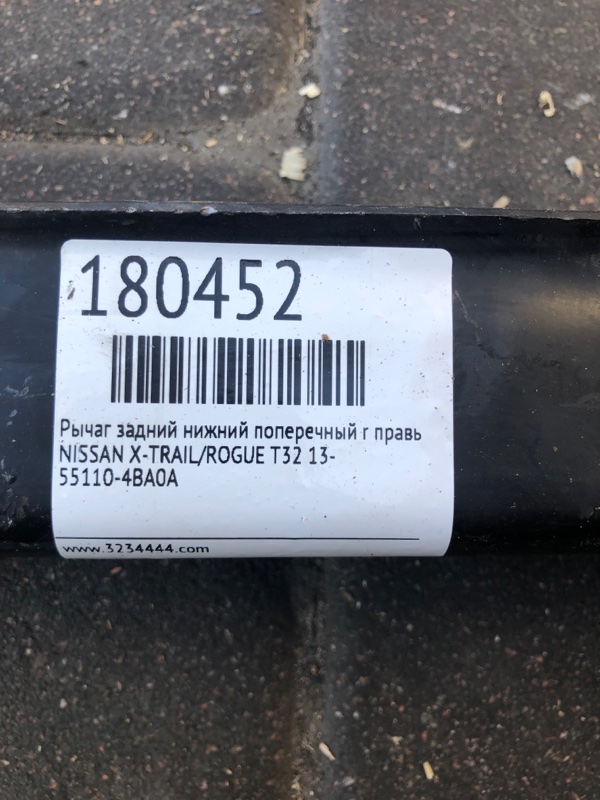 180452
Рычаг задний нижний поперечный r правь
NISSAN X-TRAIL/ROGUE T32 13-
55110-4BA0A
www.3234444.com